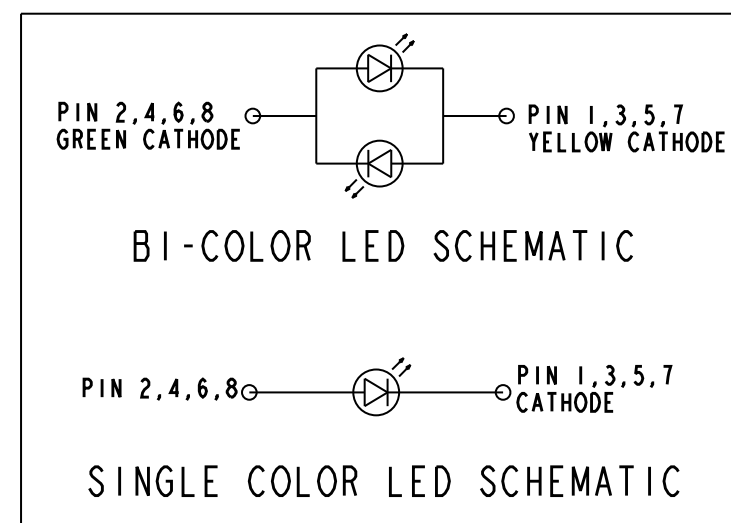 PIN 2,4,6,8
GREEN CATHODE
PIN 1,3,5,7
YELLOW CATHODE
BI-COLOR LED SCHEMATIC
PIN 2,4,6,8
PIN 1,3,5,7
CATHODE
SINGLE COLOR LED SCHEMATIC